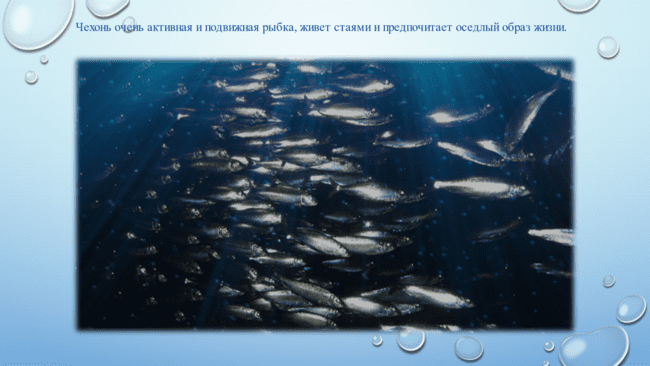 Чехонь очень активная и подвижная рыбка, живет стаями и предпочитает оседлый образ жизни.